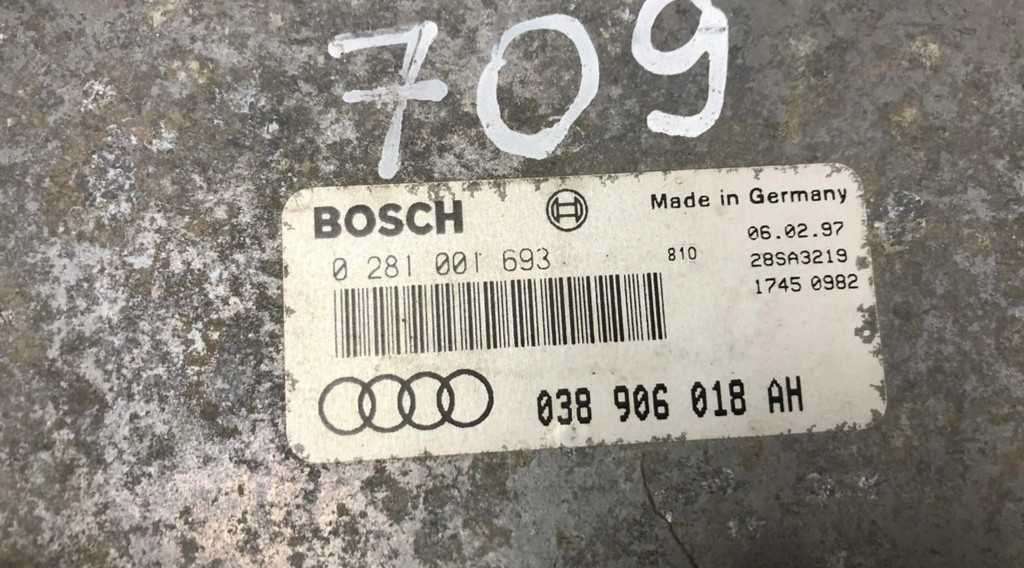 709
BOSCH
Made in Germany
06.02.97
0 281 001 693
810
28SA3219
1745 0982
038 906 018 AH